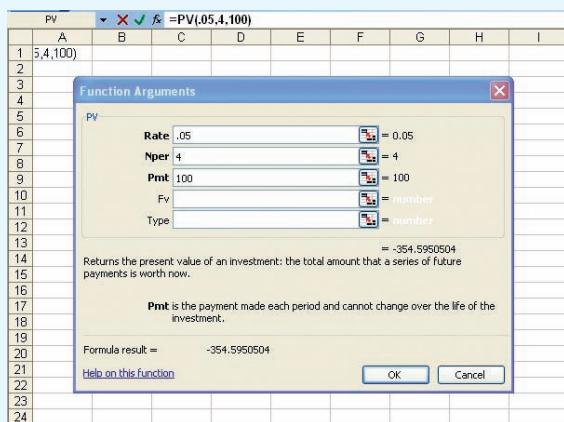 PV =PV(.05,4,100)
A B C D E F G H I
1 5,4,100)
2
3
4
Function Arguments
5
PV
6 Rate .05 = 0.05
7 Nper 4 = 4
8
9 Pmt 100 = 100
10 Fv = number
11
12 Type = number
13 = -354.5950504
14 Returns the present value of an investment: the total amount that a series of future
15 payments is worth now.
16
17 Pmt is the payment made each period and cannot change over the life of the
18 investment.
19
20 Formula result = -354.5950504
21
22 Help on this function OK Cancel
23
24